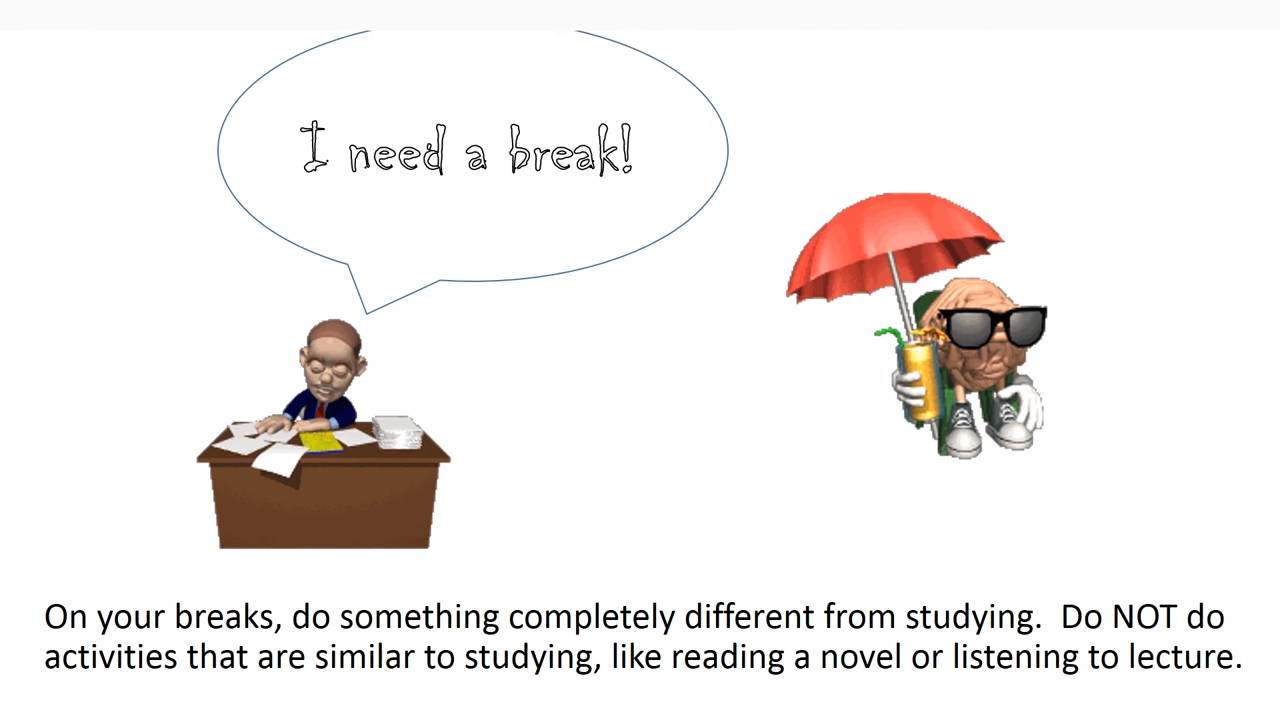 I need a break!
On your breaks, do something completely different from studying.  Do NOT do
activities that are similar to studying, like reading a novel or listening to lecture.